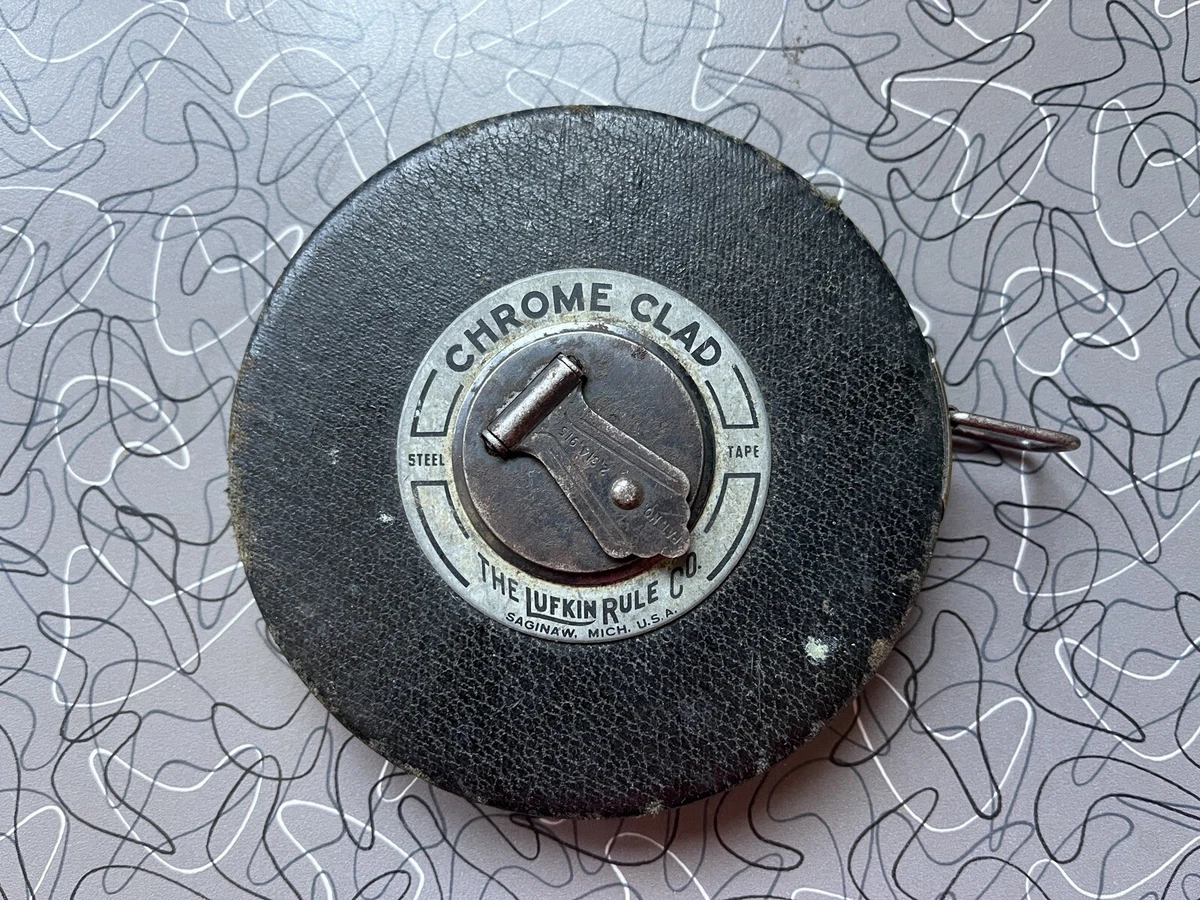 CHROME CLAD
STEEL TAPE
THE LUFKIN RULE CO.
SAGINAW, MICH. U.S.A.